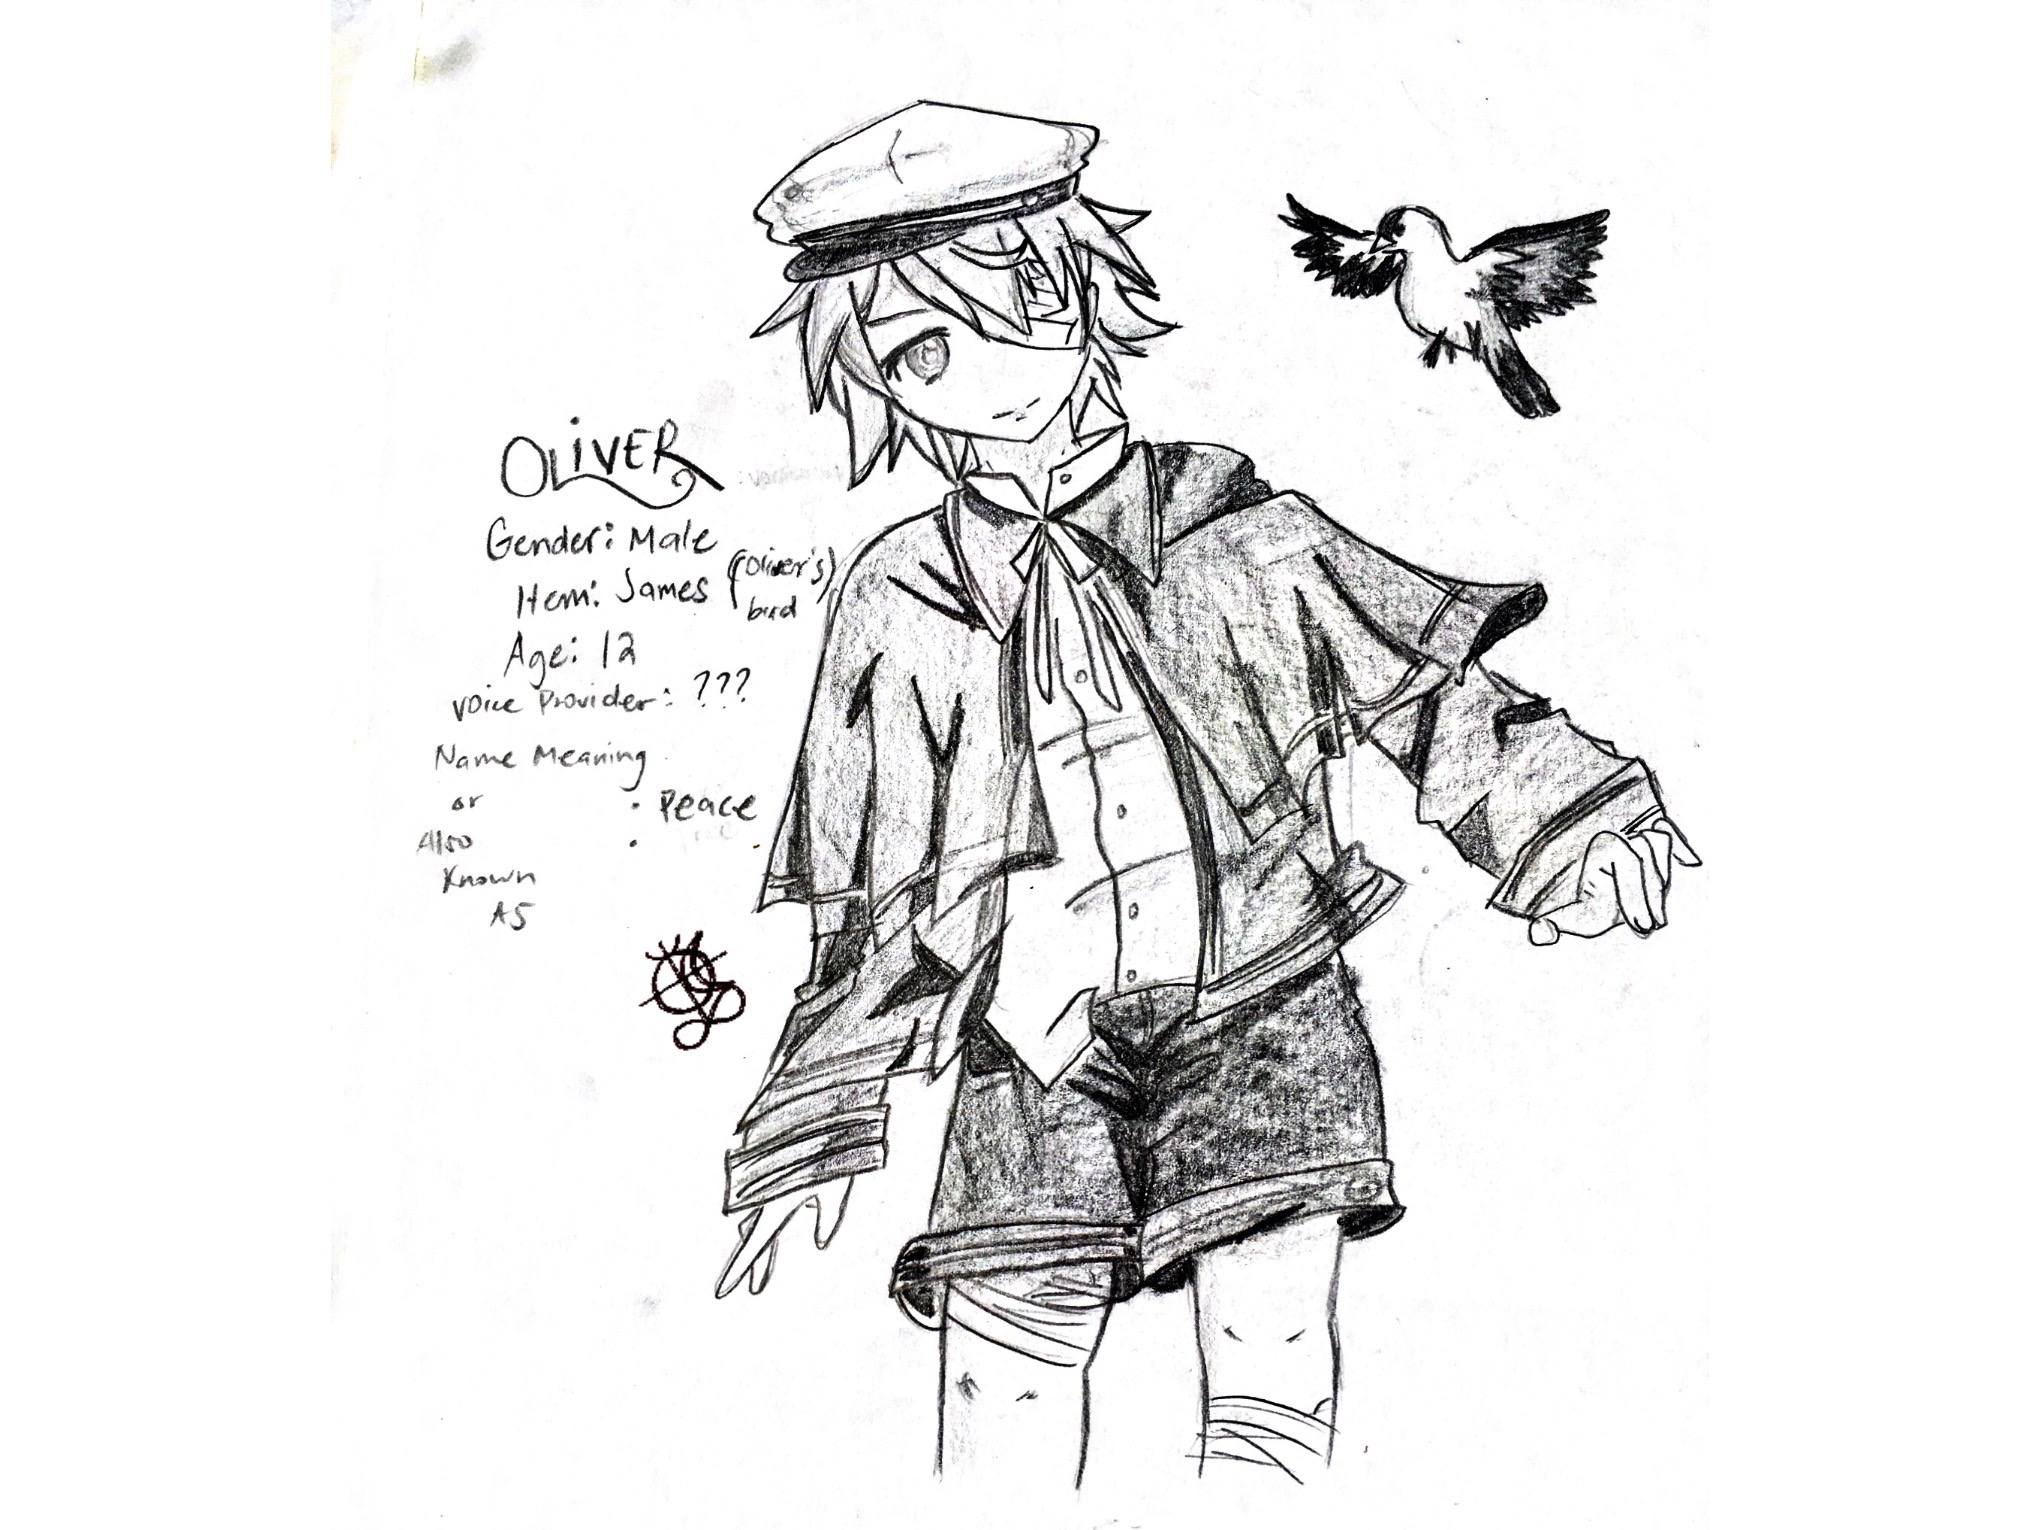 OLiVER
Gender: Male
Item: James (Oliver's bird)
Age: 12
Voice Provider: ???
Name Meaning
or : Peace
Also
Known
As